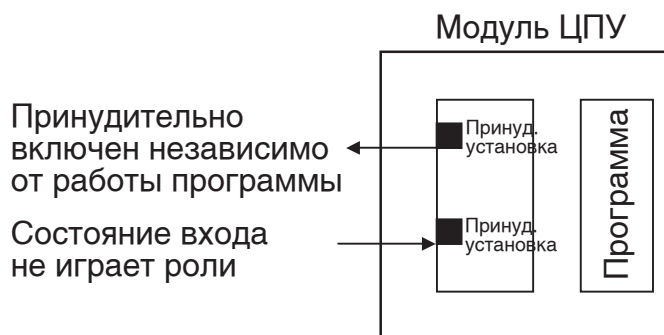 Модуль ЦПУ
Принудительно
включен независимо
от работы программы
Принуд.
установка
Состояние входа
не играет роли
Принуд.
установка
Программа